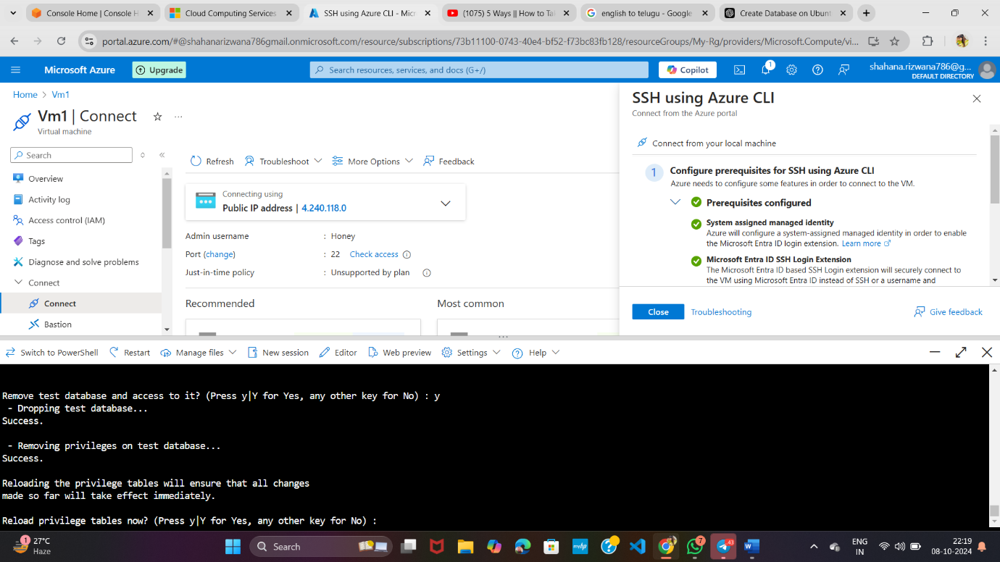 Console Home | Console H
Cloud Computing Services
SSH using Azure CLI - Micr
(1075) 5 Ways || How to Tal
english to telugu - Google
Create Database on Ubunt
portal.azure.com/#@shahanarizwana786gmail.onmicrosoft.com/resource/subscriptions/73b11100-0743-40e4-bf52-f73bc83fb128/resourceGroups/My-Rg/providers/Microsoft.Compute/vi...
Microsoft Azure
Upgrade
Search resources, services, and docs (G+/)
Copilot
1
shahana.rizwana786@g...
DEFAULT DIRECTORY
Home > Vm1
Vm1 | Connect
Virtual machine
Search
Overview
Activity log
Access control (IAM)
Tags
Diagnose and solve problems
Connect
Connect
Bastion
Refresh
Troubleshoot
More Options
Feedback
Connecting using
Public IP address | 4.240.118.0
Admin username : Honey
Port (change) : 22 Check access
Just-in-time policy : Unsupported by plan
Recommended
Most common
SSH using Azure CLI
Connect from the Azure portal
Connect from your local machine
1
Configure prerequisites for SSH using Azure CLI
Azure needs to configure some features in order to connect to the VM.
Prerequisites configured
System assigned managed identity
Azure will configure a system-assigned managed identity in order to enable
the Microsoft Entra ID login extension. Learn more
Microsoft Entra ID SSH Login Extension
The Microsoft Entra ID based SSH Login extension will securely connect to
the VM using Microsoft Entra ID instead of SSH or a username and
Close
Troubleshooting
Give feedback
Switch to PowerShell
Restart
Manage files
New session
Editor
Web preview
Settings
Help
Remove test database and access to it? (Press y|Y for Yes, any other key for No) : y
- Dropping test database...
Success.
- Removing privileges on test database...
Success.
Reloading the privilege tables will ensure that all changes
made so far will take effect immediately.
Reload privilege tables now? (Press y|Y for Yes, any other key for No) :
1
27°C
Haze
Search
myhp
7
43
ENG
IN
22:19
08-10-2024